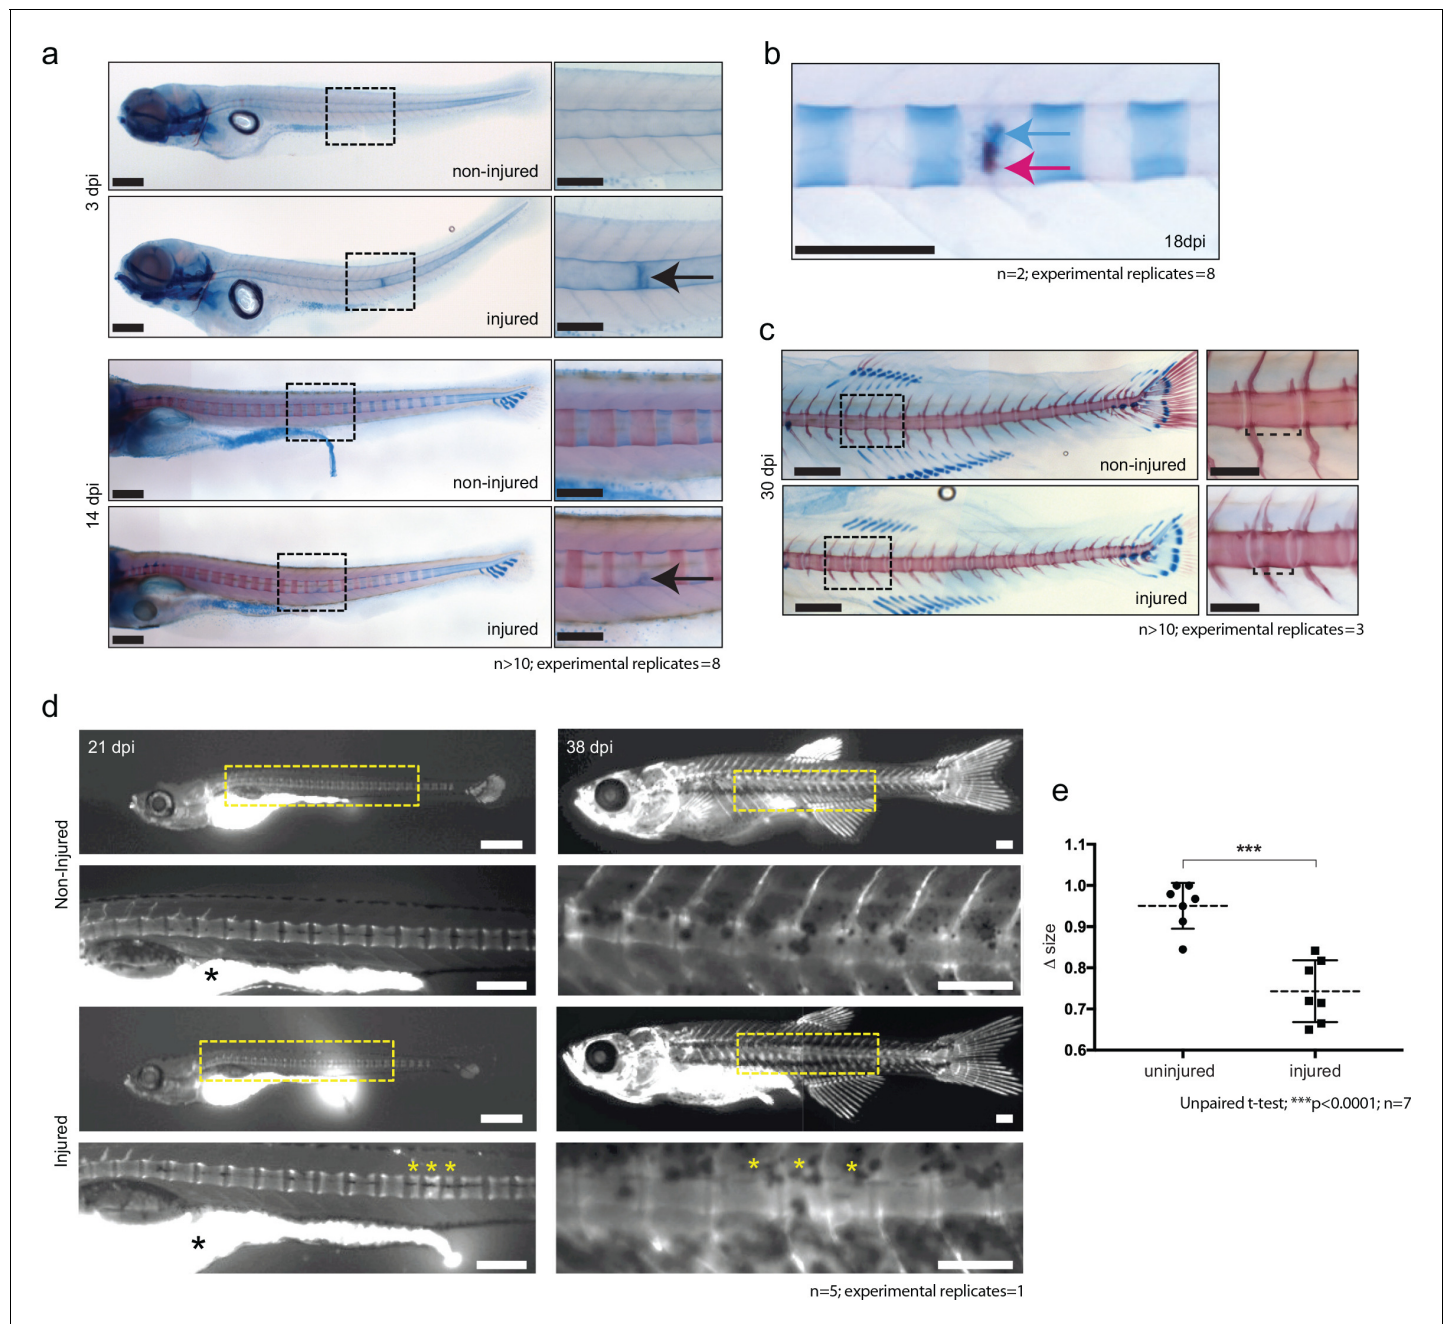 a
3 dpi
non-injured
injured
14 dpi
non-injured
injured
n>10; experimental replicates=8
b
18dpi
n=2; experimental replicates=8
c
30 dpi
non-injured
injured
n>10; experimental replicates=3
d
Non-Injured
21 dpi
38 dpi
*
Injured
* * *
* * *
*
n=5; experimental replicates=1
e
Δ size
1.1
1.0
0.9
0.8
0.7
0.6
***
uninjured
injured
Unpaired t-test; ***p<0.0001; n=7